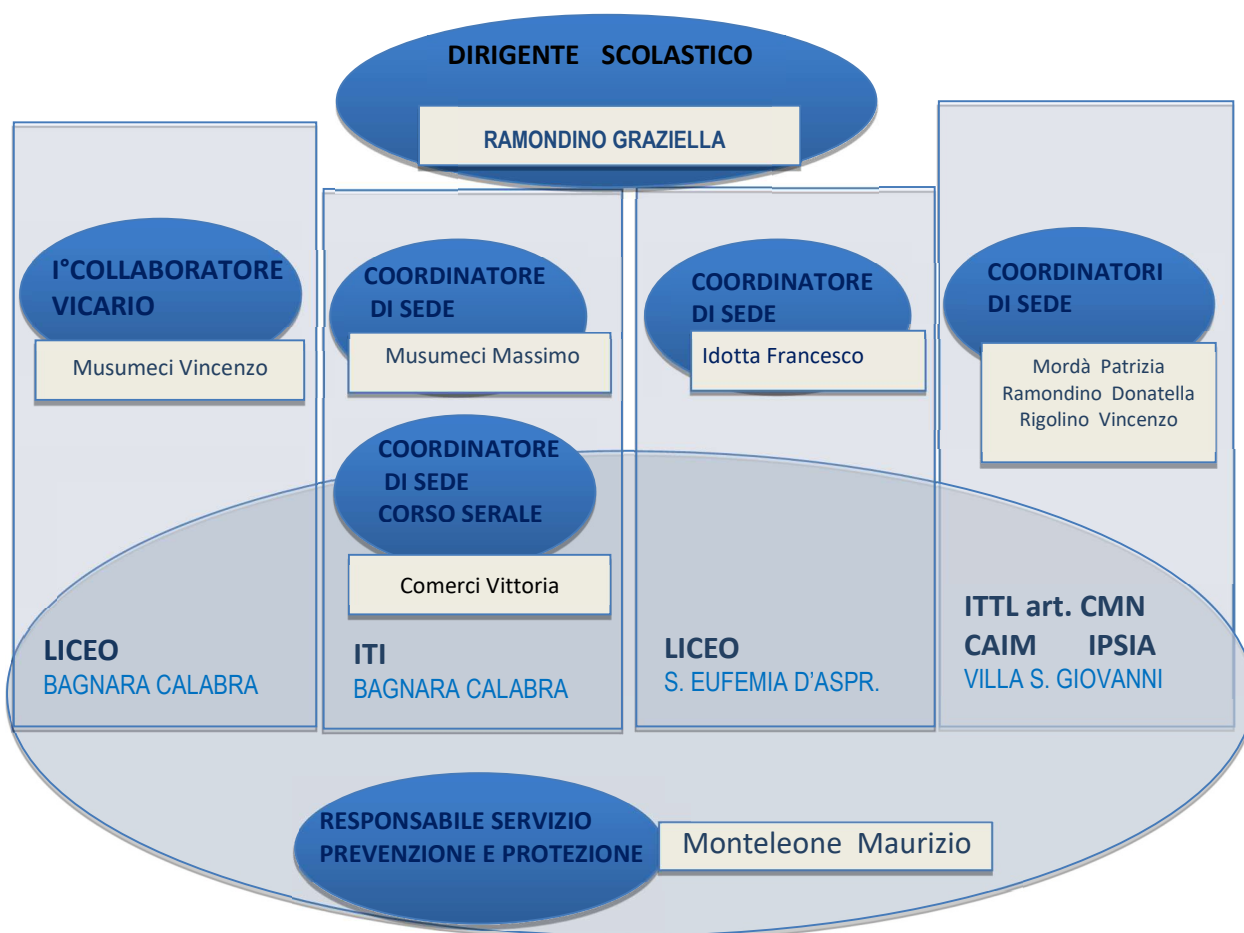 DIRIGENTE SCOLASTICO
RAMONDINO GRAZIELLA
I°COLLABORATORE
VICARIO
Musumeci Vincenzo
COORDINATORE
DI SEDE
Musumeci Massimo
COORDINATORE
DI SEDE
CORSO SERALE
Comerci Vittoria
COORDINATORE
DI SEDE
Idotta Francesco
COORDINATORI
DI SEDE
Mordà Patrizia
Ramondino Donatella
Rigolino Vincenzo
LICEO
BAGNARA CALABRA
ITI
BAGNARA CALABRA
LICEO
S. EUFEMIA D'ASPR.
ITTL art. CMN
CAIM IPSIA
VILLA S. GIOVANNI
RESPONSABILE SERVIZIO
PREVENZIONE E PROTEZIONE
Monteleone Maurizio